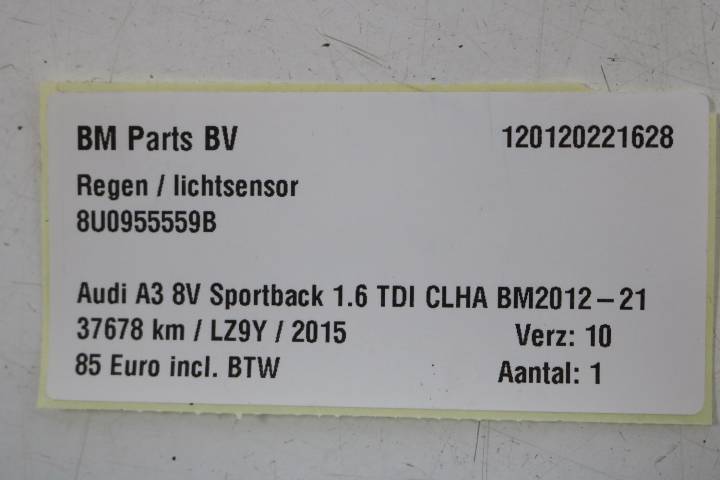 BM Parts BV 120120221628
Regen / lichtsensor
8U0955559B
Audi A3 8V Sportback 1.6 TDI CLHA BM2012-21
37678 km / LZ9Y / 2015 Verz: 10
85 Euro incl. BTW Aantal: 1